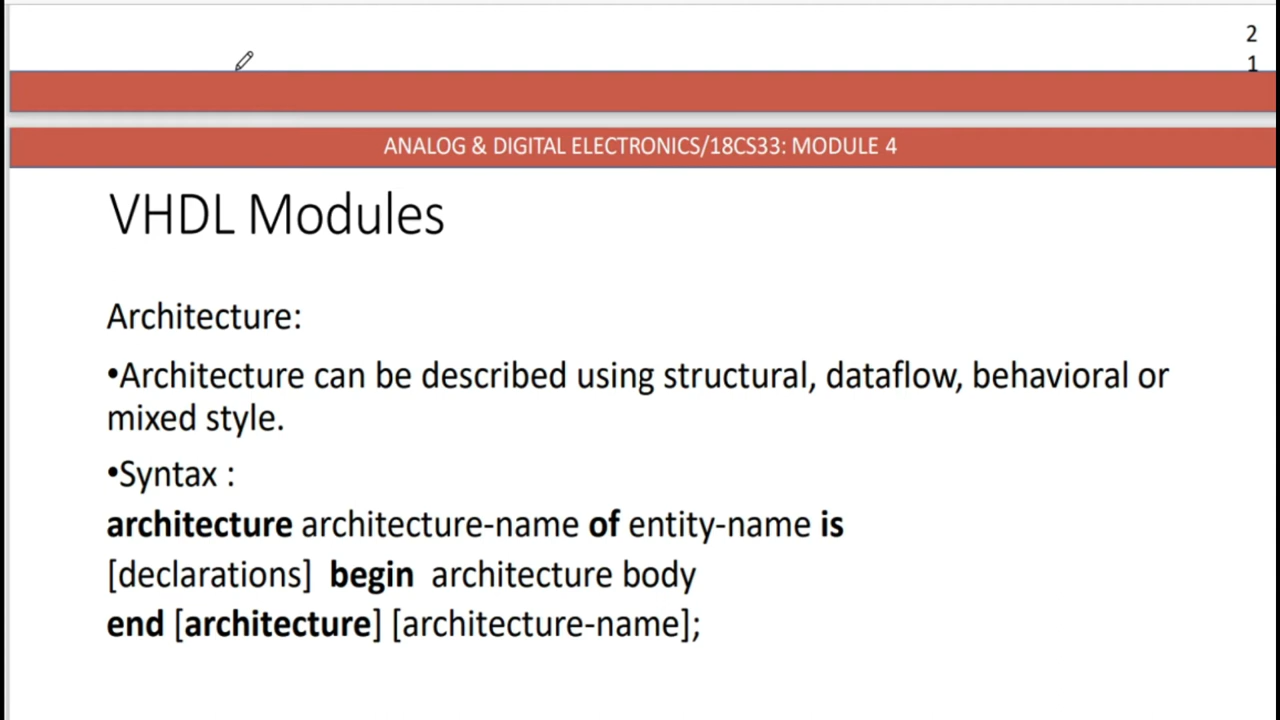 2
1
ANALOG & DIGITAL ELECTRONICS/18CS33: MODULE 4
VHDL Modules
Architecture:
•Architecture can be described using structural, dataflow, behavioral or
mixed style.
•Syntax :
architecture architecture-name of entity-name is
[declarations] begin architecture body
end [architecture] [architecture-name];